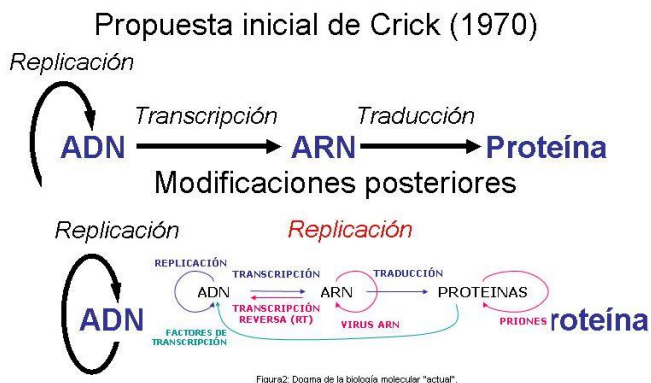 Propuesta inicial de Crick (1970)
Replicación
Transcripción
Traducción
ADN
ARN
Proteína
Modificaciones posteriores
Replicación
Replicación
REPLICACIÓN
TRANSCRIPCIÓN
TRADUCCIÓN
ADN
ADN
ARN
PROTEINAS
TRANSCRIPCIÓN
REVERSA (RT)
VIRUS ARN
PRIONES
roteína
FACTORES DE
TRANSCRIPCIÓN
Figura2: Dogma de la biología molecular "actual".